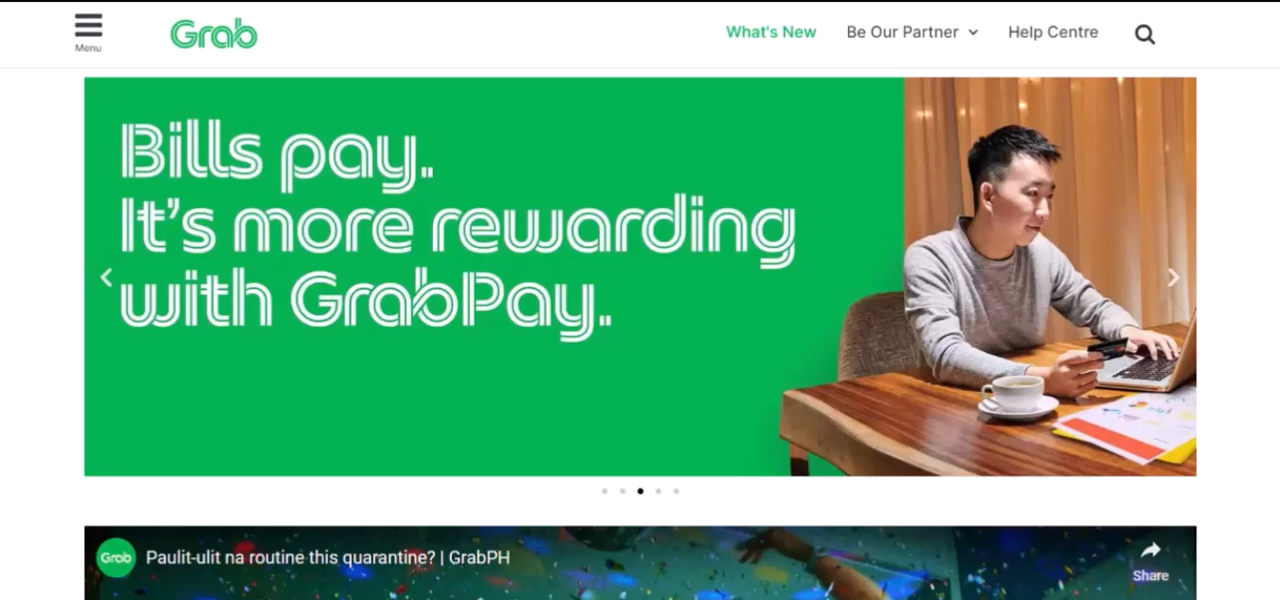 Menu
Grab
What's New
Be Our Partner
Help Centre
Bills pay.
It's more rewarding
with GrabPay.
Grab
Paulit-ulit na routine this quarantine? | GrabPH
Share